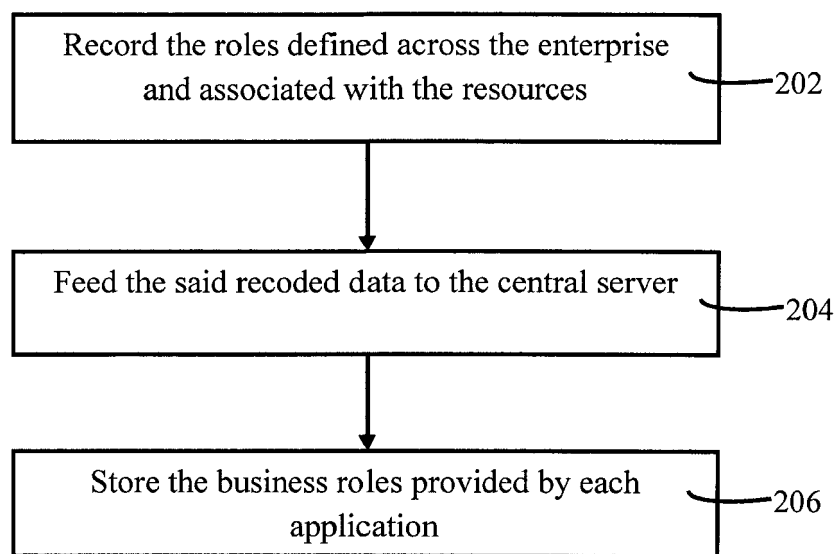 Record the roles defined across the enterprise
and associated with the resources
202
Feed the said recoded data to the central server
204
Store the business roles provided by each
application
206